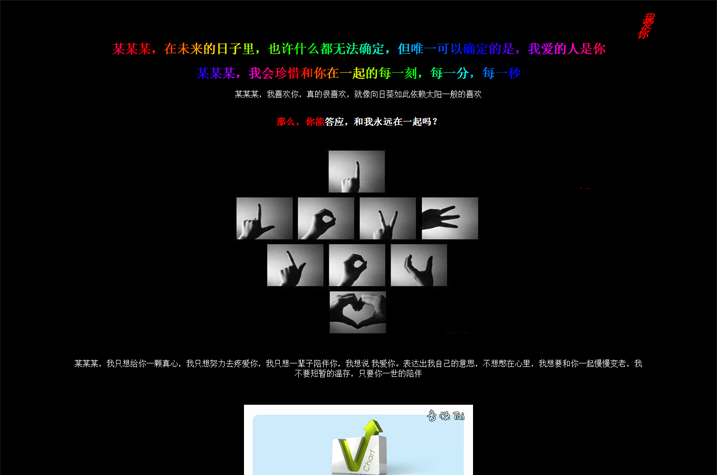 我爱你
某某某，在未来的日子里，也许什么都无法确定，但唯一可以确定的是，我爱的人是你
某某某，我会珍惜和你在一起的每一刻，每一分，每一秒
某某某，我喜欢你，真的很喜欢，就像向日葵如此依赖太阳一般的喜欢
那么，你能答应，和我永远在一起吗？
某某某，我只想给你一颗真心，我只想努力去疼爱你，我只想一辈子陪伴你，我想说 我爱你，表达出我自己的意思，不想憋在心里，我想要和你一起慢慢变老，我
不要短暂的温存，只要你一世的陪伴
Chart